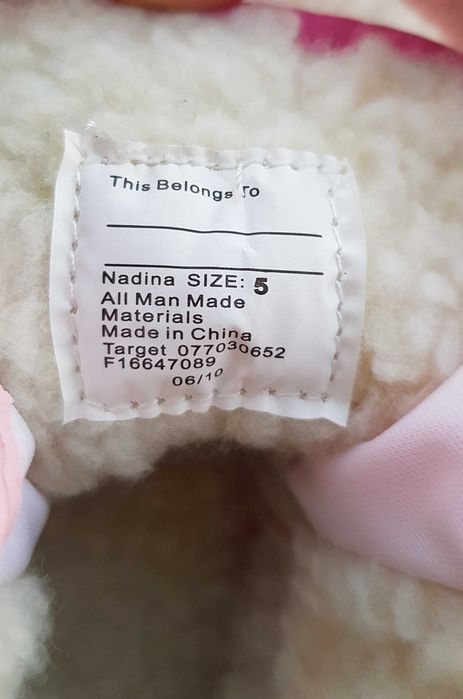 This Belongs To
Nadina SIZE: 5
All Man Made
Materials
Made in China
Target 077030652
F16647089
06/10